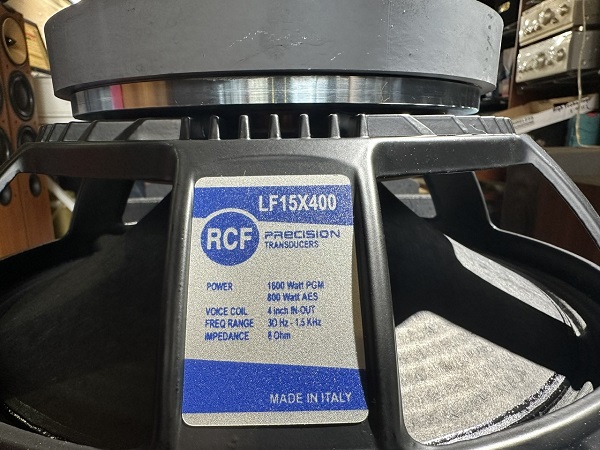 LF15X400
RCF PRECISION
TRANSDUCERS
POWER 1600 Watt PGM
800 Watt AES
VOICE COIL 4 inch IN-OUT
FREQ RANGE 30 Hz - 1.5 KHz
IMPEDANCE 8 Ohm
MADE IN ITALY